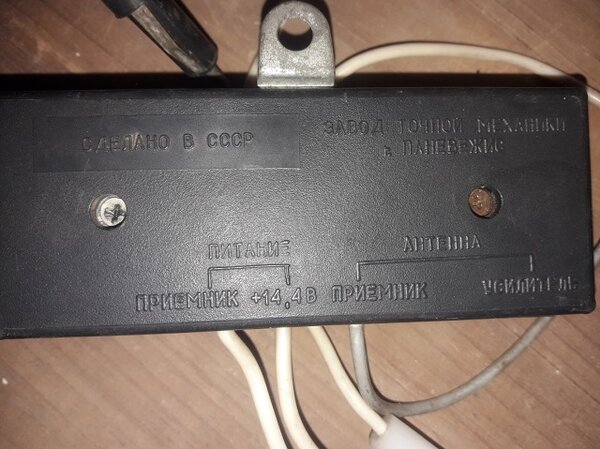 СДЕЛАНО В СССР
ЗАВОД ТОЧНОЙ МЕХАНИКИ
г. ПАНЕВЕЖИС
ПИТАНИЕ
АНТЕННА
ПРИЕМНИК +14,4В ПРИЕМНИК УСИЛИТЕЛЬ